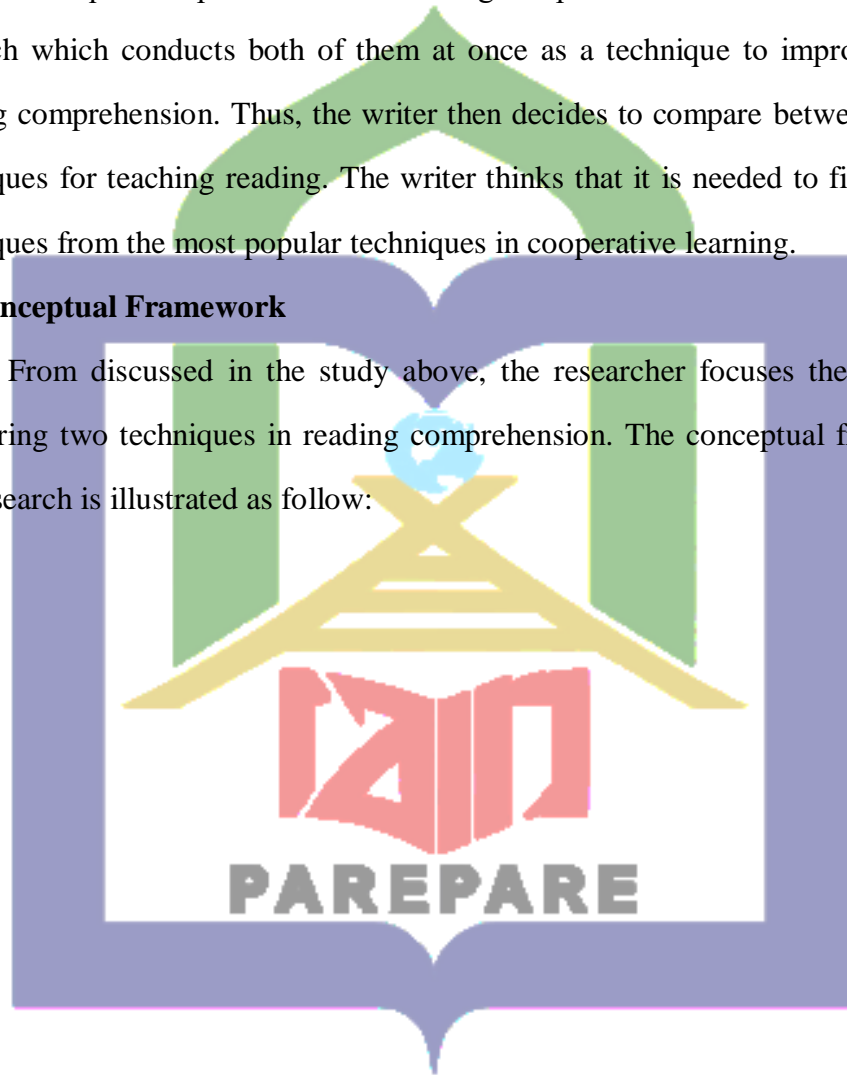 ch which conducts both of them at once as a technique to impro
g comprehension. Thus, the writer then decides to compare betwe
ques for teaching reading. The writer thinks that it is needed to fi
ques from the most popular techniques in cooperative learning.
nceptual Framework
From discussed in the study above, the researcher focuses the
ring two techniques in reading comprehension. The conceptual f
search is illustrated as follow:
iain
PAREPARE